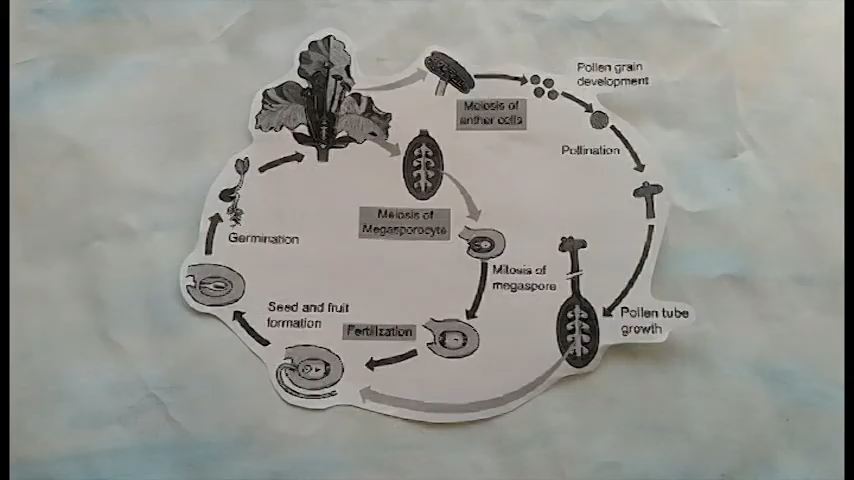 Pollen grain
development
Meiosis of
anther cells
Pollination
Meiosis of
Megasporocyte
Germination
Mitosis of
megaspore
Seed and fruit
formation
Fertilization
Pollen tube
growth